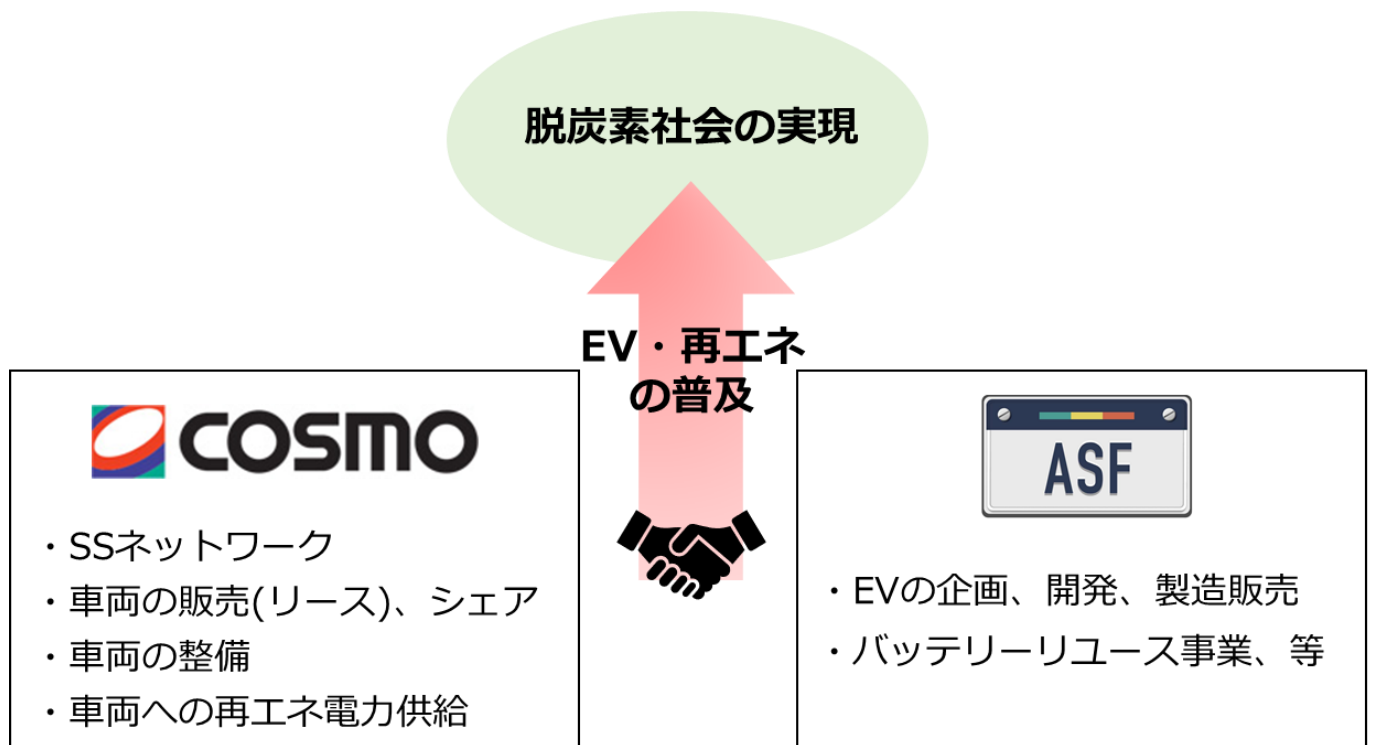 脱炭素社会の実現
EV・再エネ
の普及
COSMO
・SSネットワーク
・車両の販売(リース)、シェア
・車両の整備
・車両への再エネ電力供給
ASF
・EVの企画、開発、製造販売
・バッテリーリユース事業、等